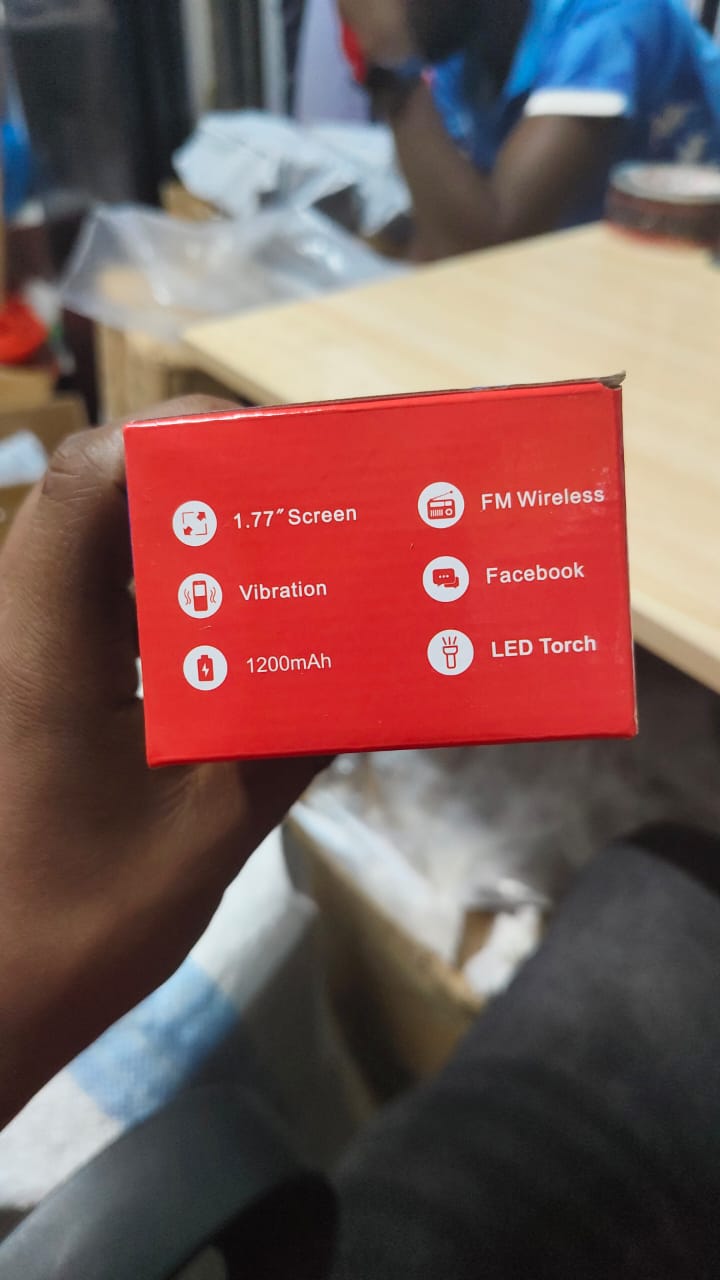 1.77″ Screen
Vibration
1200mAh
FM Wireless
Facebook
LED Torch